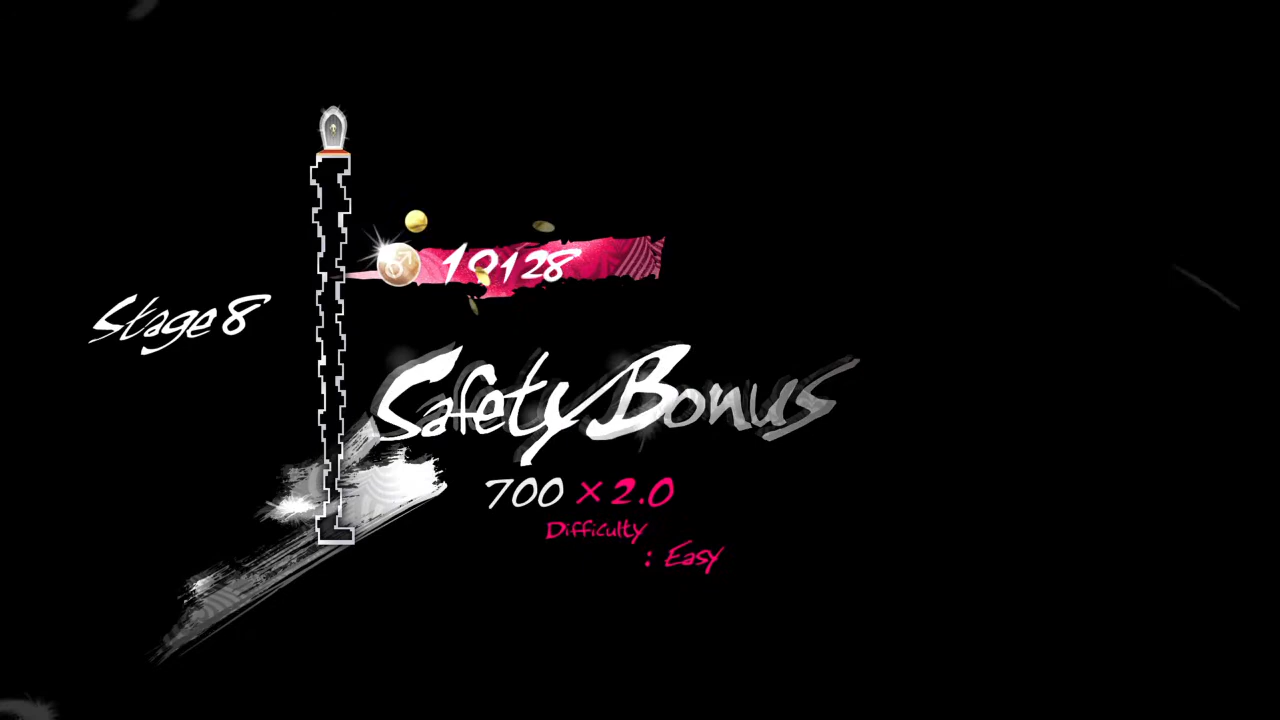 10128
Stage 8
Safety Bonus
700 × 2.0
Difficulty
: Easy